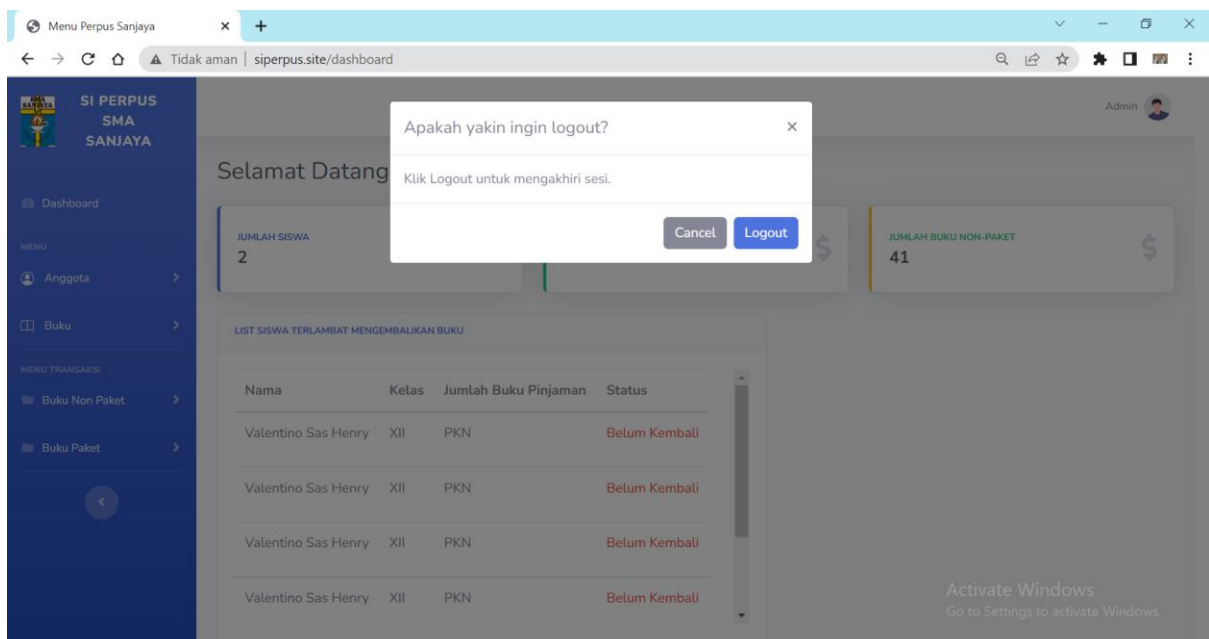 Menu Perpus Sanjaya
Tidak aman | siperpus.site/dashboard
SMA
SANJAYA
SI PERPUS
SMA
SANJAYA
Admin
Apakah yakin ingin logout?
Klik Logout untuk mengakhiri sesi.
Cancel
Logout
Selamat Datang
Dashboard
MENU
Anggota
Buku
MENU TRANSAKSI
Buku Non Paket
Buku Paket
JUMLAH SISWA
2
JUMLAH BUKU NON-PAKET
41
LIST SISWA TERLAMBAT MENGEMBALIKAN BUKU
Nama Kelas Jumlah Buku Pinjaman Status
Valentino Sas Henry XII PKN Belum Kembali
Valentino Sas Henry XII PKN Belum Kembali
Valentino Sas Henry XII PKN Belum Kembali
Valentino Sas Henry XII PKN Belum Kembali
Activate Windows
Go to Settings to activate Windows.